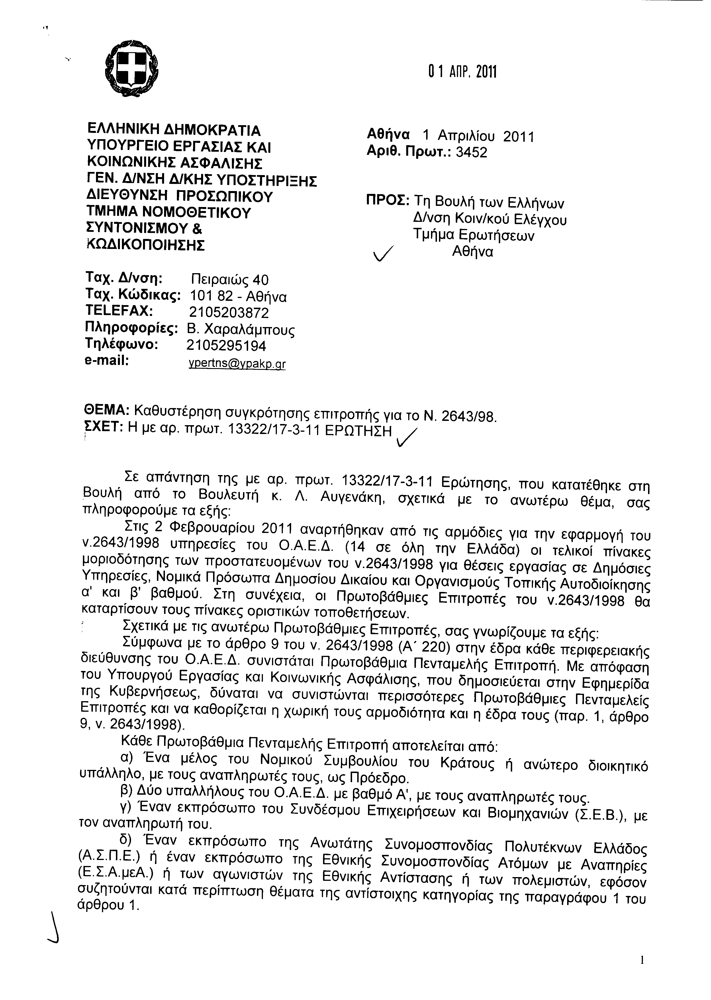 0 1 ΑΠΡ. 2011
ΕΛΛΗΝΙΚΗ ΔΗΜΟΚΡΑΤΙΑ
ΥΠΟΥΡΓΕΙΟ ΕΡΓΑΣΙΑΣ ΚΑΙ
ΚΟΙΝΩΝΙΚΗΣ ΑΣΦΑΛΙΣΗΣ
ΓΕΝ. Δ/ΝΣΗ Δ/ΚΗΣ ΥΠΟΣΤΗΡΙΞΗΣ
ΔΙΕΥΘΥΝΣΗ ΠΡΟΣΩΠΙΚΟΥ
ΤΜΗΜΑ ΝΟΜΟΘΕΤΙΚΟΥ
ΣΥΝΤΟΝΙΣΜΟΥ &
ΚΩΔΙΚΟΠΟΙΗΣΗΣ
Αθήνα 1 Απριλίου 2011
Αριθ. Πρωτ.: 3452
ΠΡΟΣ: Τη Βουλή των Ελλήνων
Δ/νση Κοιν/κού Ελέγχου
Τμήμα Ερωτήσεων
Αθήνα
Ταχ. Δ/νση: Πειραιώς 40
Ταχ. Κώδικας: 101 82 - Αθήνα
TELEFAX: 2105203872
Πληροφορίες: Β. Χαραλάμπους
Τηλέφωνο: 2105295194
e-mail: ypertns@ypakp.gr
ΘΕΜΑ: Καθυστέρηση συγκρότησης επιτροπής για το Ν. 2643/98.
ΣΧΕΤ: Η με αρ. πρωτ. 13322/17-3-11 ΕΡΩΤΗΣΗ
Σε απάντηση της με αρ. πρωτ. 13322/17-3-11 Ερώτησης, που κατατέθηκε στη
Βουλή από το Βουλευτή κ. Λ. Αυγενάκη, σχετικά με το ανωτέρω θέμα, σας
πληροφορούμε τα εξής:
Στις 2 Φεβρουαρίου 2011 αναρτήθηκαν από τις αρμόδιες για την εφαρμογή του
ν.2643/1998 υπηρεσίες του Ο.Α.Ε.Δ. (14 σε όλη την Ελλάδα) οι τελικοί πίνακες
μοριοδότησης των προστατευομένων του ν.2643/1998 για θέσεις εργασίας σε Δημόσιες
Υπηρεσίες, Νομικά Πρόσωπα Δημοσίου Δικαίου και Οργανισμούς Τοπικής Αυτοδιοίκησης
α' και β' βαθμού. Στη συνέχεια, οι Πρωτοβάθμιες Επιτροπές του ν.2643/1998 θα
καταρτίσουν τους πίνακες οριστικών τοποθετήσεων.
Σχετικά με τις ανωτέρω Πρωτοβάθμιες Επιτροπές, σας γνωρίζουμε τα εξής:
Σύμφωνα με το άρθρο 9 του ν. 2643/1998 (Α΄ 220) στην έδρα κάθε περιφερειακής
διεύθυνσης του Ο.Α.Ε.Δ. συνιστάται Πρωτοβάθμια Πενταμελής Επιτροπή. Με απόφαση
του Υπουργού Εργασίας και Κοινωνικής Ασφάλισης, που δημοσιεύεται στην Εφημερίδα
της Κυβερνήσεως, δύναται να συνιστώνται περισσότερες Πρωτοβάθμιες Πενταμελείς
Επιτροπές και να καθορίζεται η χωρική τους αρμοδιότητα και η έδρα τους (παρ. 1, άρθρο
9, ν. 2643/1998).
Κάθε Πρωτοβάθμια Πενταμελής Επιτροπή αποτελείται από:
α) Ένα μέλος του Νομικού Συμβουλίου του Κράτους ή ανώτερο διοικητικό
υπάλληλο, με τους αναπληρωτές τους, ως Πρόεδρο.
β) Δύο υπαλλήλους του Ο.Α.Ε.Δ. με βαθμό Α', με τους αναπληρωτές τους.
γ) Έναν εκπρόσωπο του Συνδέσμου Επιχειρήσεων και Βιομηχανιών (Σ.Ε.Β.), με
τον αναπληρωτή του.
δ) Έναν εκπρόσωπο της Ανωτάτης Συνομοσπονδίας Πολυτέκνων Ελλάδος
(Α.Σ.Π.Ε.) ή έναν εκπρόσωπο της Εθνικής Συνομοσπονδίας Ατόμων με Αναπηρίες
(Ε.Σ.Α.μεΑ.) ή των αγωνιστών της Εθνικής Αντίστασης ή των πολεμιστών, εφόσον
συζητούνται κατά περίπτωση θέματα της αντίστοιχης κατηγορίας της παραγράφου 1 του
άρθρου 1.
1